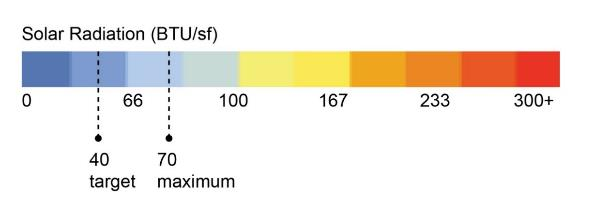 Solar Radiation (BTU/sf)
0 66 100 167 233 300+
40 70
target maximum